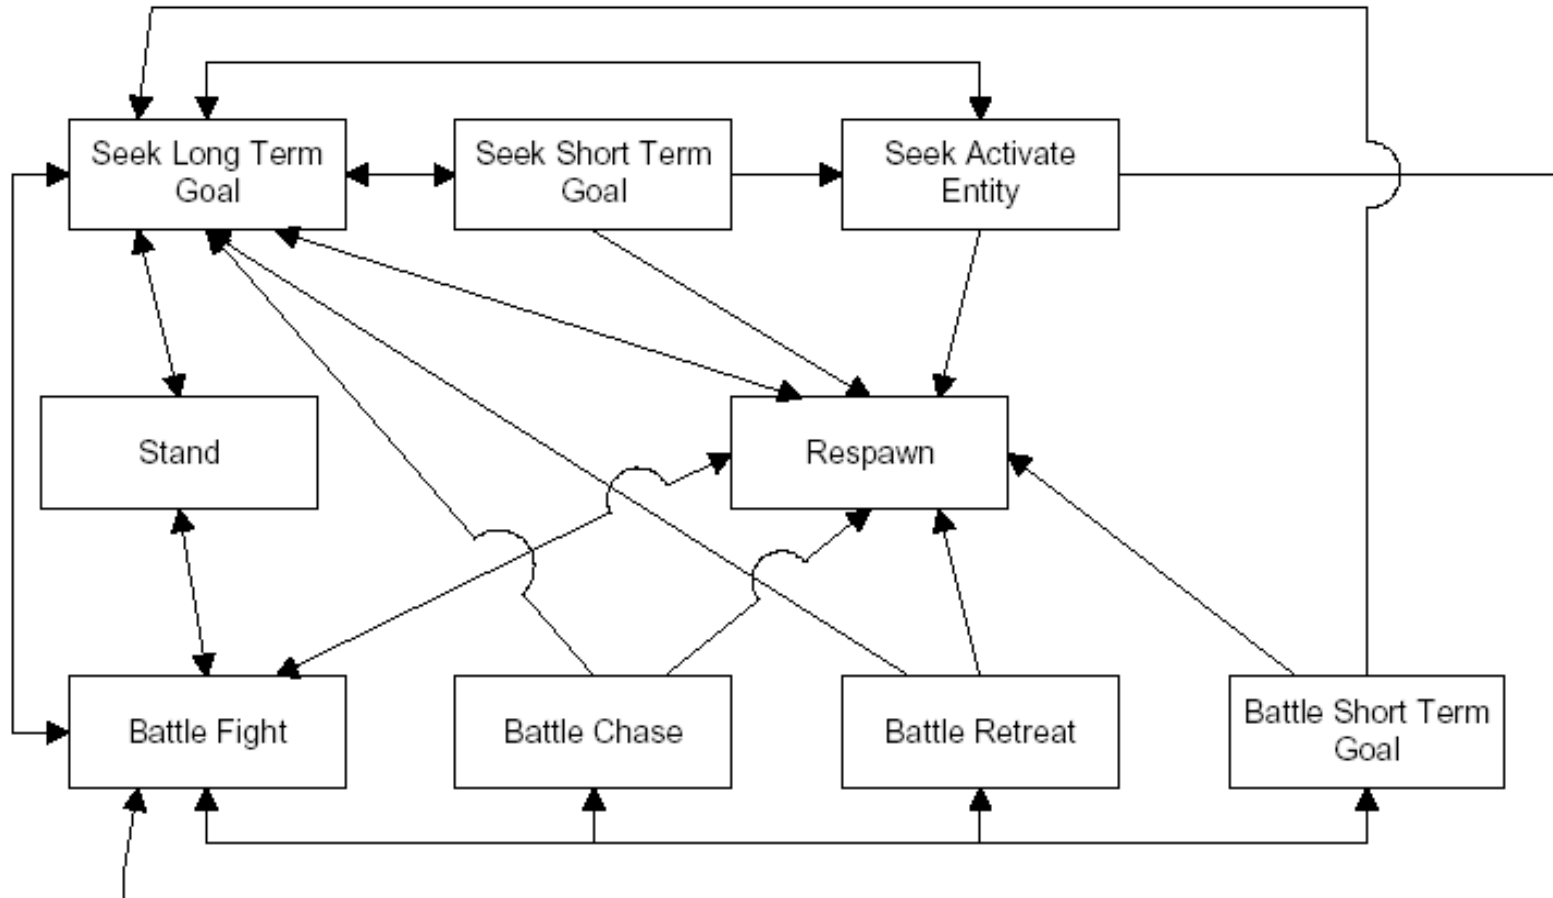 Seek Long Term
Goal
Seek Short Term
Goal
Seek Activate
Entity
Stand
Respawn
Battle Fight
Battle Chase
Battle Retreat
Battle Short Term
Goal